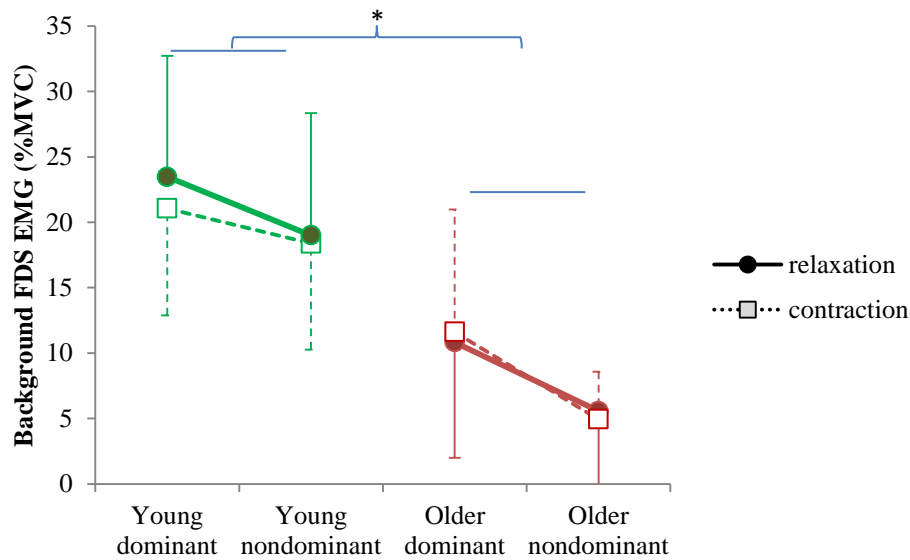 *
35
30
25
20
15
10
5
0
Background FDS EMG (%MVC)
Young
dominant
Young
nondominant
Older
dominant
Older
nondominant
relaxation
contraction